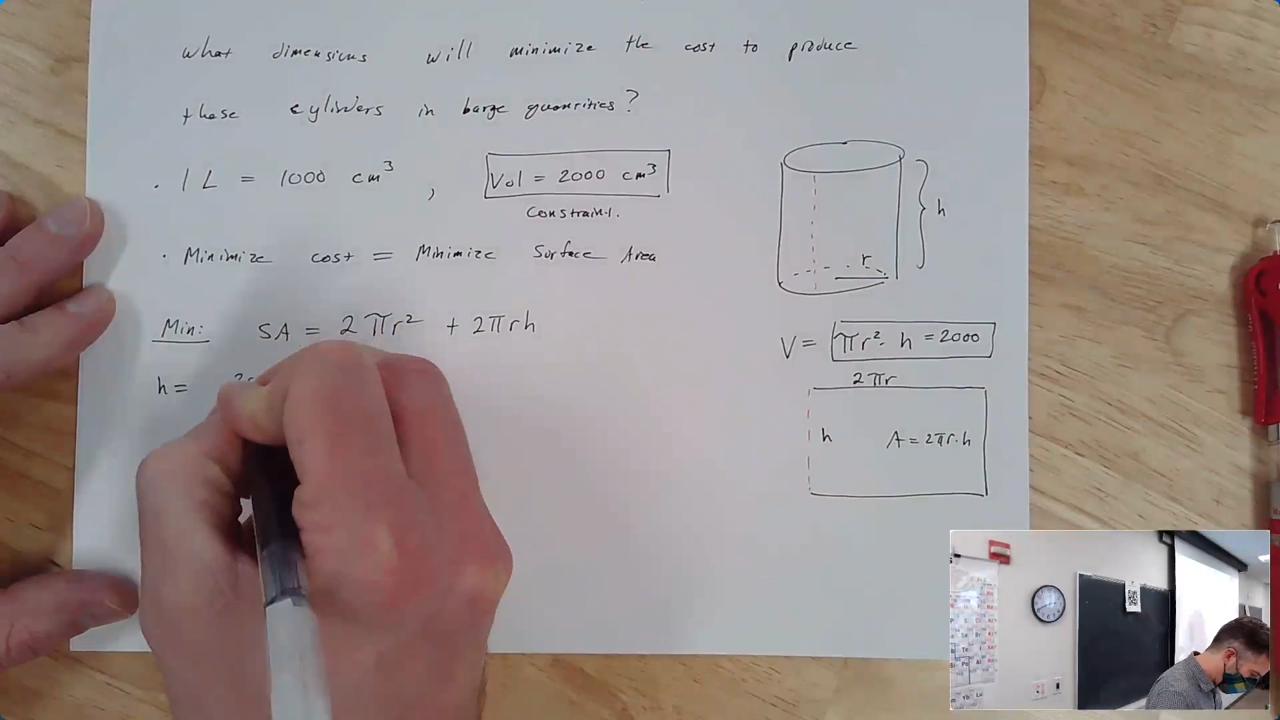 What dimensions will minimize the cost to produce
these cylinders in large quantities?
. 1 L = 1000 cm³ , Vol = 2000 cm³
Constraint.
. Minimize cost = Minimize Surface Area
Min: SA = 2πr² + 2πrh
h =
h
r
V = πr² · h = 2000
2πr
h A = 2πr·h